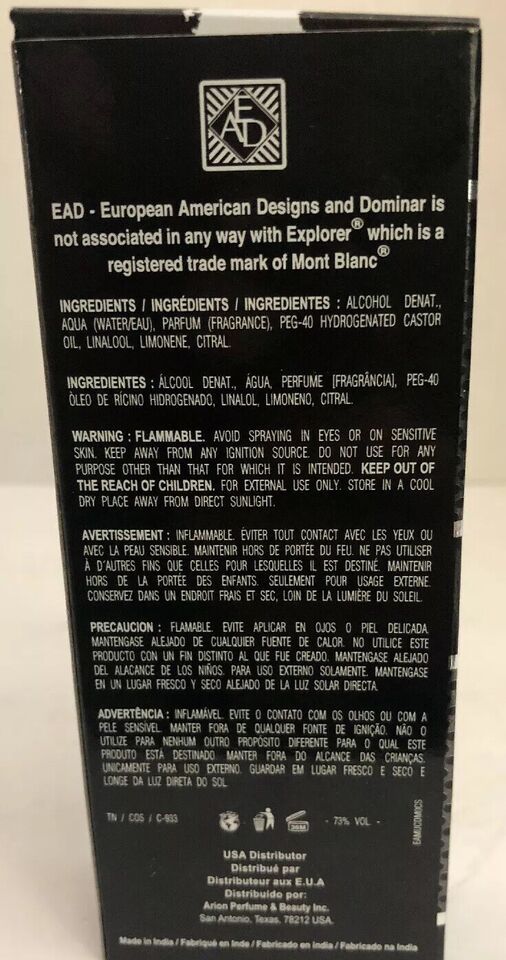 EAD
EAD - European American Designs and Dominar is
not associated in any way with Explorer® which is a
registered trade mark of Mont Blanc®
INGREDIENTS / INGRÉDIENTS / INGREDIENTES : ALCOHOL DENAT.,
AQUA (WATER/EAU), PARFUM (FRAGRANCE), PEG-40 HYDROGENATED CASTOR
OIL, LINALOOL, LIMONENE, CITRAL.
INGREDIENTES : ÁLCOOL DENAT., ÁGUA, PERFUME [FRAGRÂNCIA], PEG-40
ÒLEO DE RÍCINO HIDROGENADO, LINALOL, LIMONENO, CITRAL.
WARNING : FLAMMABLE. AVOID SPRAYING IN EYES OR ON SENSITIVE
SKIN. KEEP AWAY FROM ANY IGNITION SOURCE. DO NOT USE FOR ANY
PURPOSE OTHER THAN THAT FOR WHICH IT IS INTENDED. KEEP OUT OF
THE REACH OF CHILDREN. FOR EXTERNAL USE ONLY. STORE IN A COOL
DRY PLACE AWAY FROM DIRECT SUNLIGHT.
AVERTISSEMENT : INFLAMMABLE. ÉVITER TOUT CONTACT AVEC LES YEUX OU
AVEC LA PEAU SENSIBLE. MAINTENIR HORS DE PORTÉE DU FEU. NE PAS UTILISER
À D'AUTRES FINS QUE CELLES POUR LESQUELLES IL EST DESTINÉ. MAINTENIR
HORS DE LA PORTÉE DES ENFANTS. SEULEMENT POUR USAGE EXTERNE.
CONSERVEZ DANS UN ENDROIT FRAIS ET SEC, LOIN DE LA LUMIÈRE DU SOLEIL.
PRECAUCION : FLAMABLE. EVITE APLICAR EN OJOS O PIEL DELICADA.
MANTENGASE ALEJADO DE CUALQUIER FUENTE DE CALOR. NO UTILICE ESTE
PRODUCTO CON UN FIN DISTINTO AL QUE FUE CREADO. MANTENGASE ALEJADO
DEL ALACANCE DE LOS NIÑOS. PARA USO EXTERNO SOLAMENTE. MANTENGASE
EN UN LUGAR FRESCO Y SECO ALEJADO DE LA LUZ SOLAR DIRECTA.
ADVERTÊNCIA : INFLAMÁVEL. EVITE O CONTATO COM OS OLHOS OU COM A
PELE SENSÍVEL. MANTER FORA DE QUALQUER FONTE DE IGNIÇÃO. NÃO O
UTILIZE PARA NENHUM OUTRO PROPÓSITO DIFERENTE PARA O QUAL ESTE
PRODUTO ESTÁ DESTINADO. MANTER FORA DO ALCANCE DAS CRIANÇAS.
UNICAMENTE PARA USO EXTERNO. GUARDAR EM LUGAR FRESCO E SECO E
LONGE DA LUZ DIRETA DO SOL
TN / COS / C-933
36M
- 73% VOL -
EAMUCOMOCS
USA Distributor
Distribué par
Distributeur aux E.U.A
Distribuído por:
Arion Perfume & Beauty Inc.
San Antonio, Texas, 78212 USA.
Made in India / Fabriqué en Inde / Fabricado en India / Fabricado na India